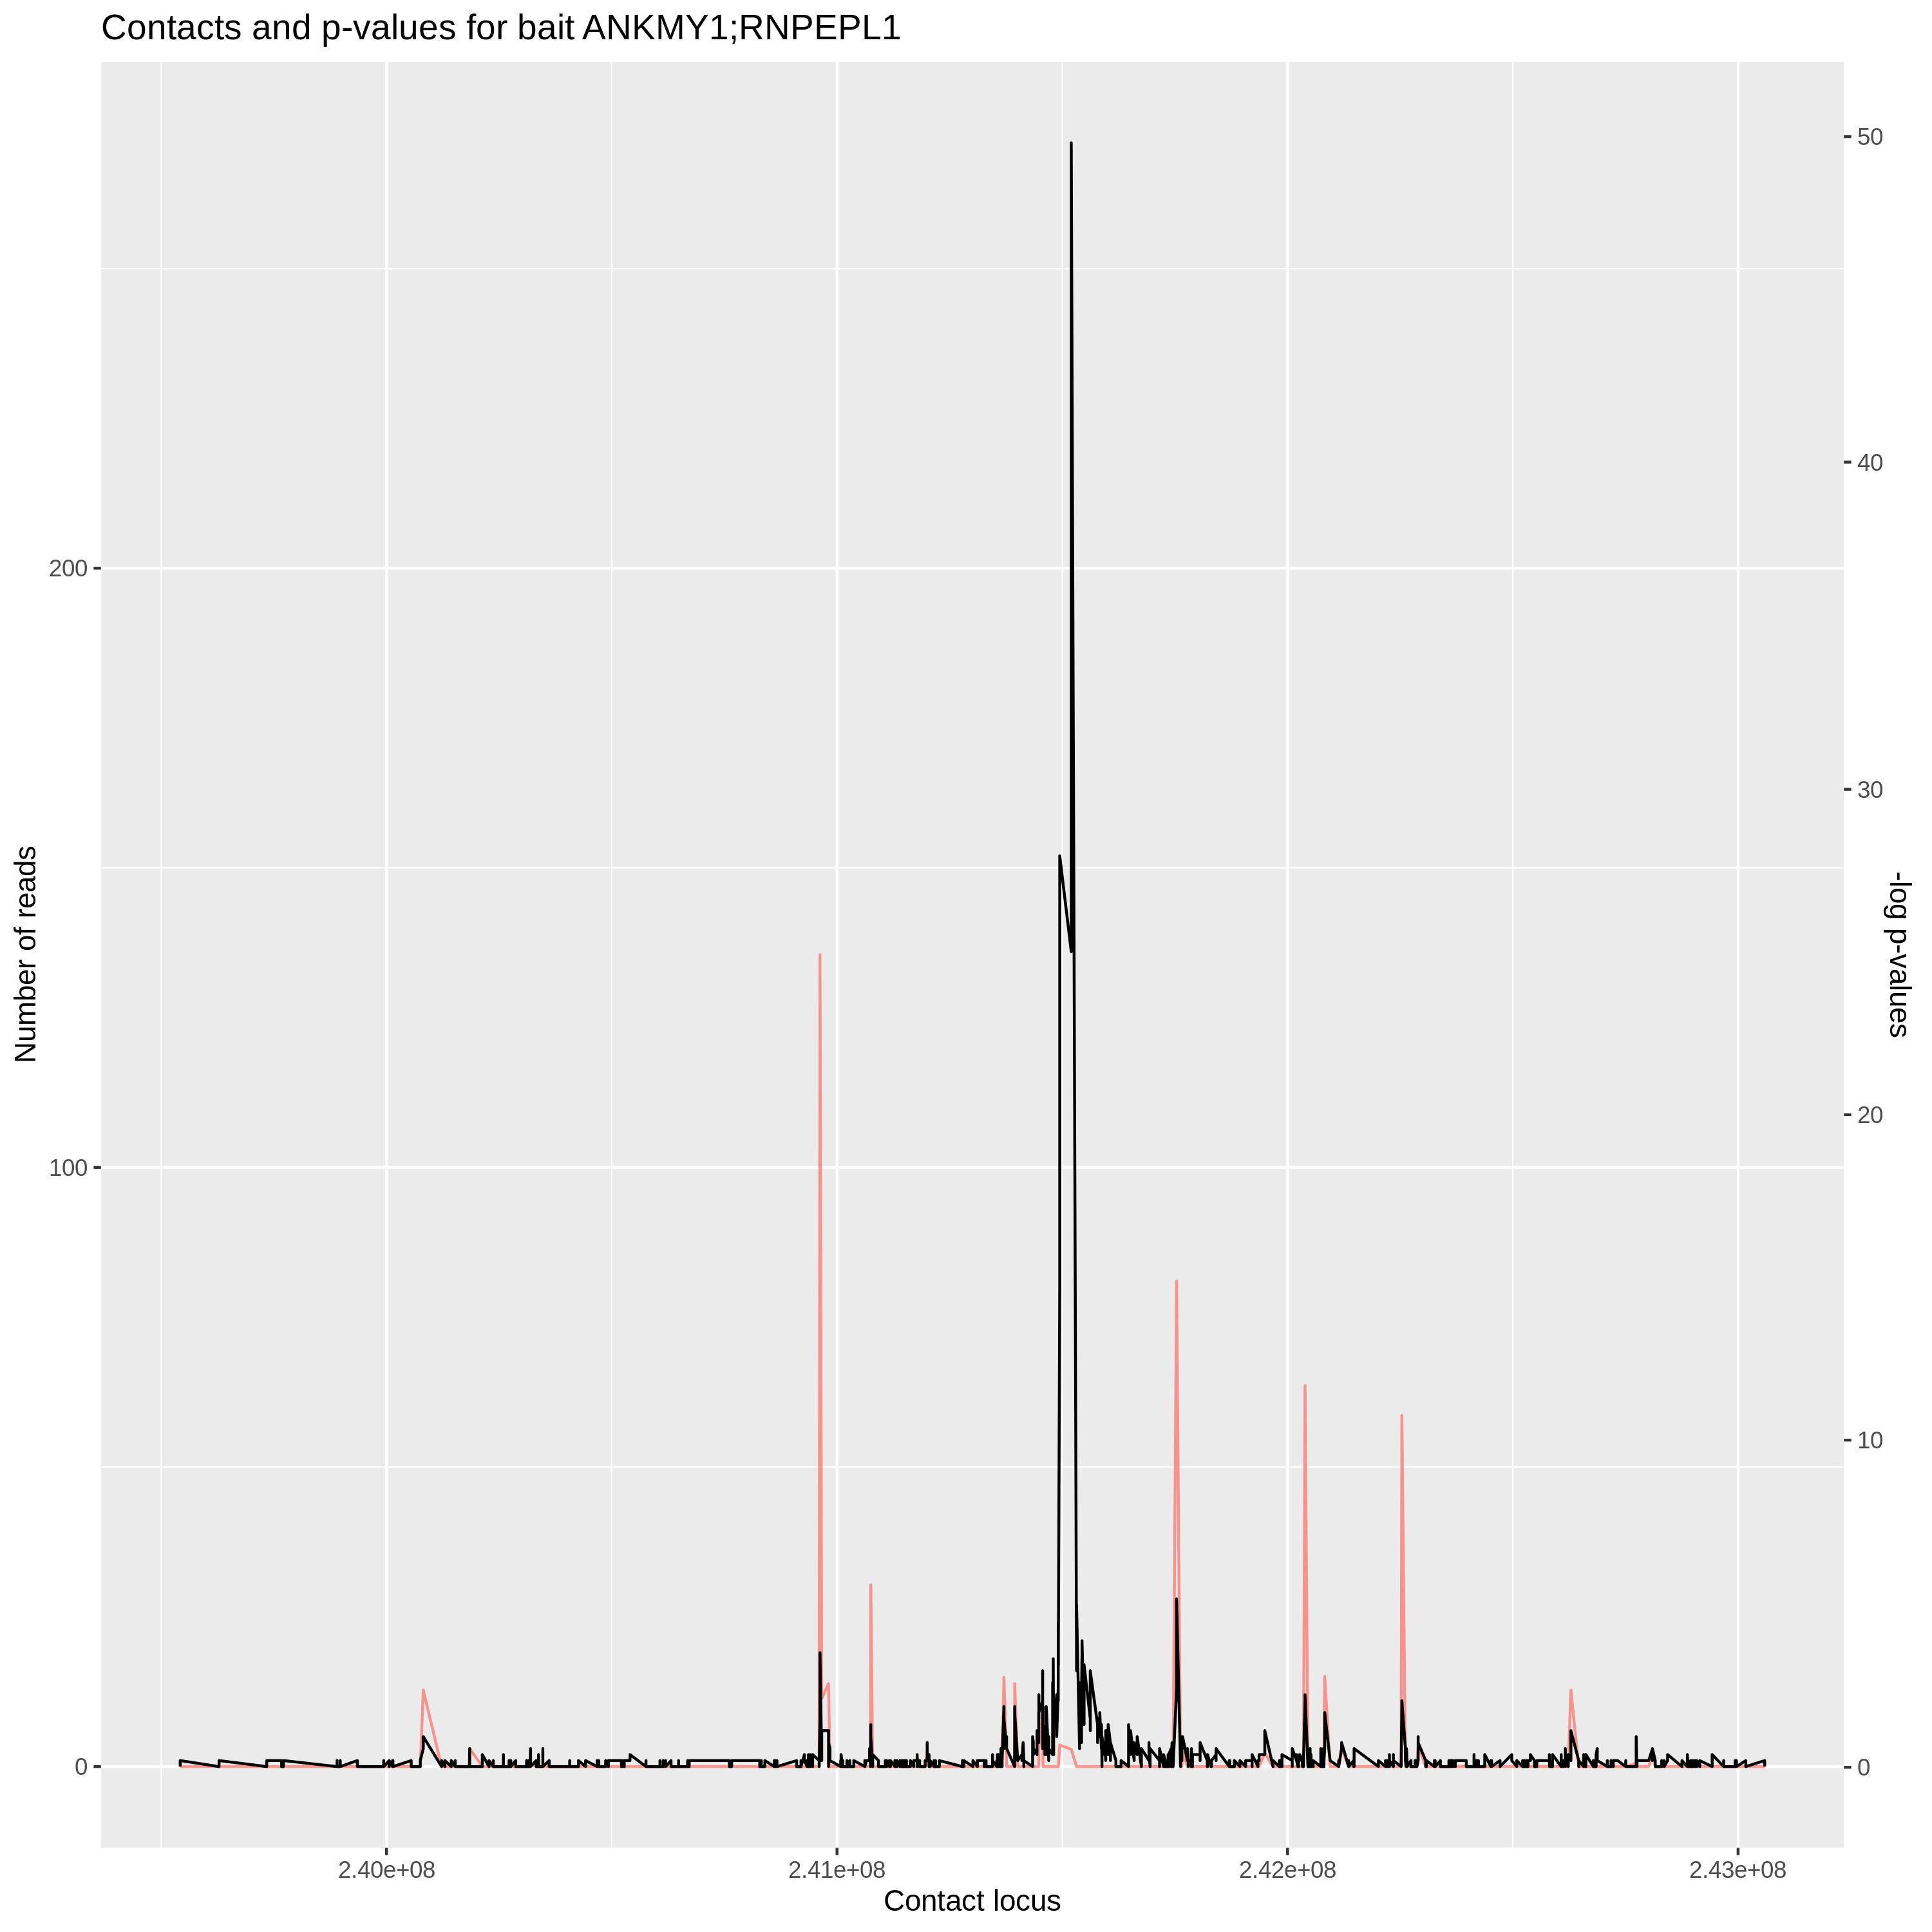 Contacts and p-values for bait ANKMY1;RNPEPL1
50
40
200
30
Number of reads
-log p-values
20
100
10
0
0
2.40e+08
2.41e+08
2.42e+08
2.43e+08
Contact locus